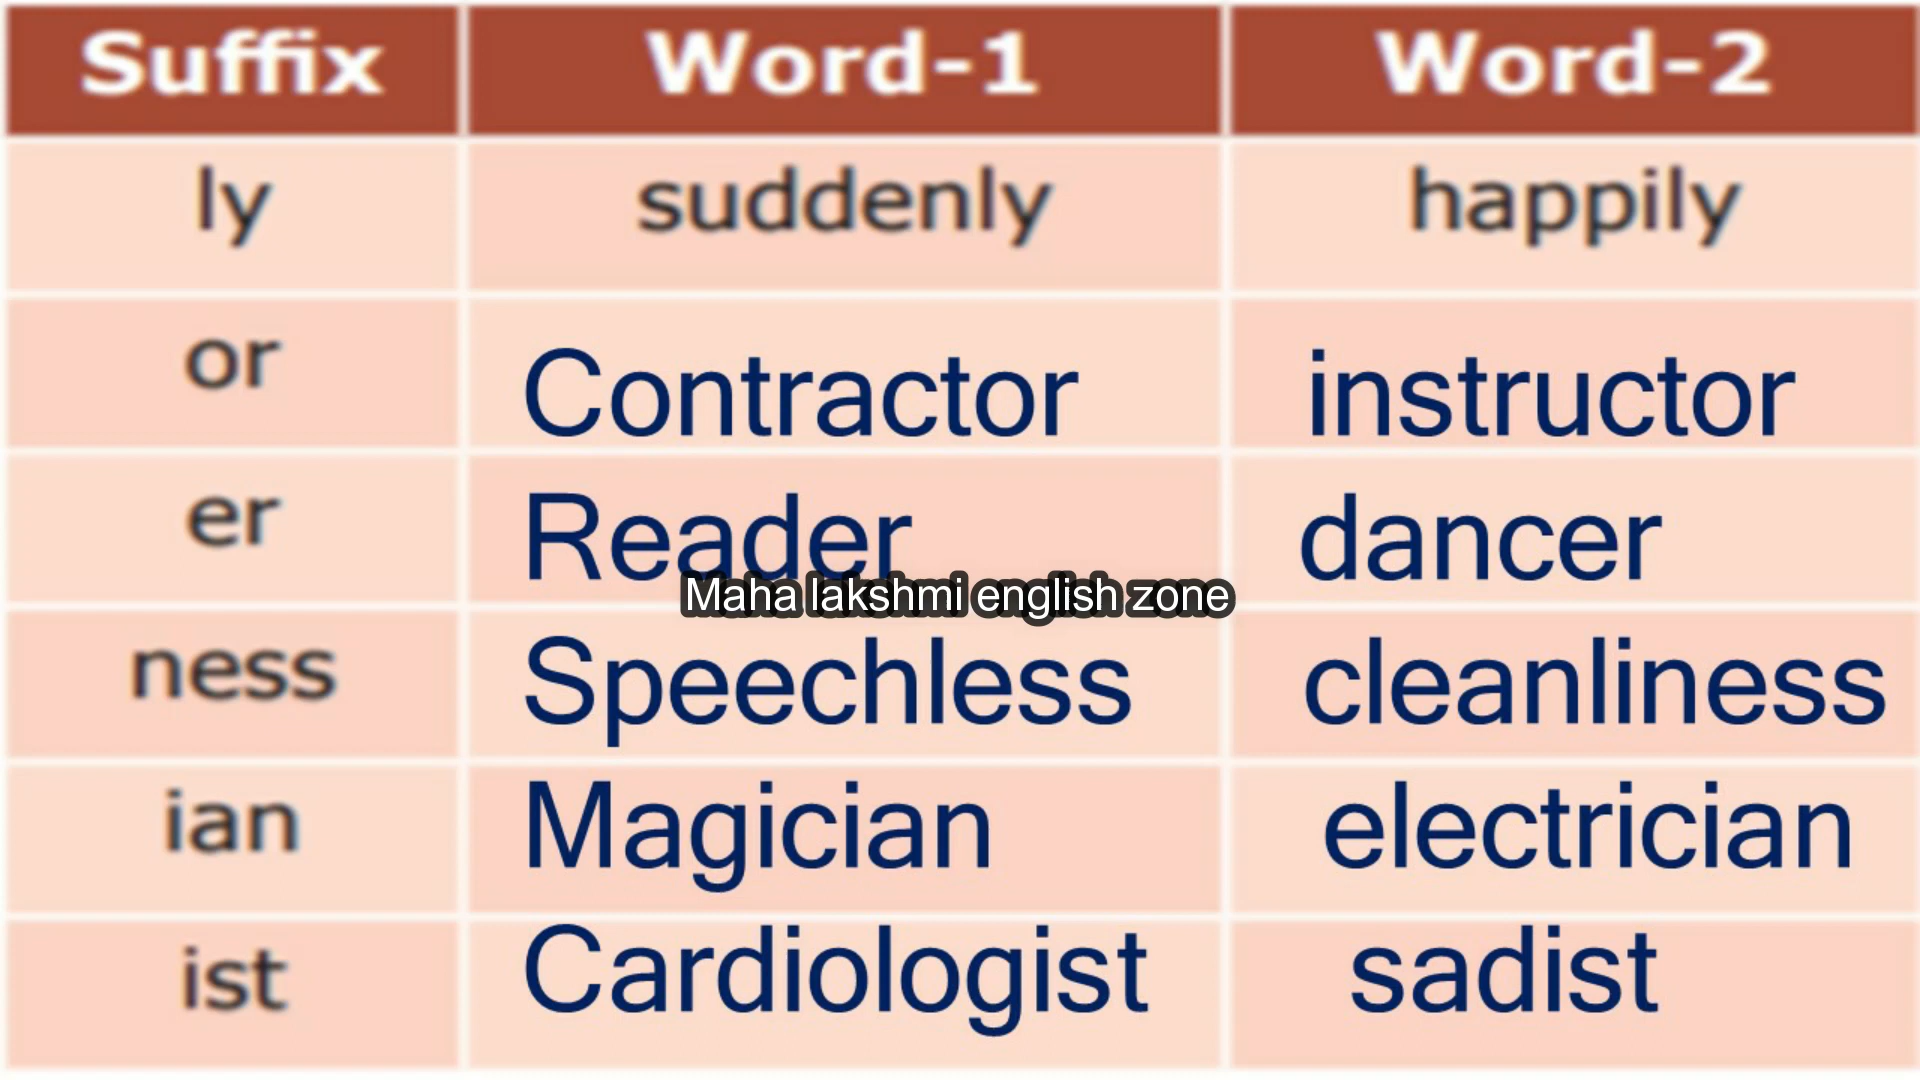 Suffix Word-1 Word-2
ly suddenly happily
or Contractor instructor
er Reader dancer
Maha lakshmi english zone
ness Speechless cleanliness
ian Magician electrician
ist Cardiologist sadist